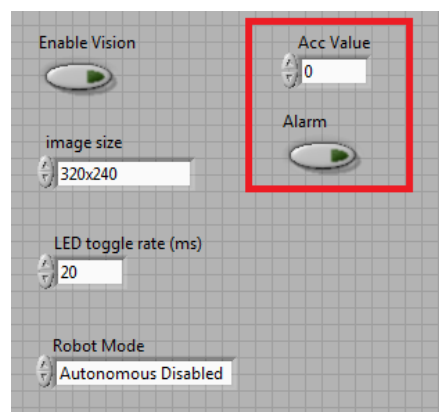 Enable Vision
Acc Value
0
Alarm
image size
320x240
LED toggle rate (ms)
20
Robot Mode
Autonomous Disabled